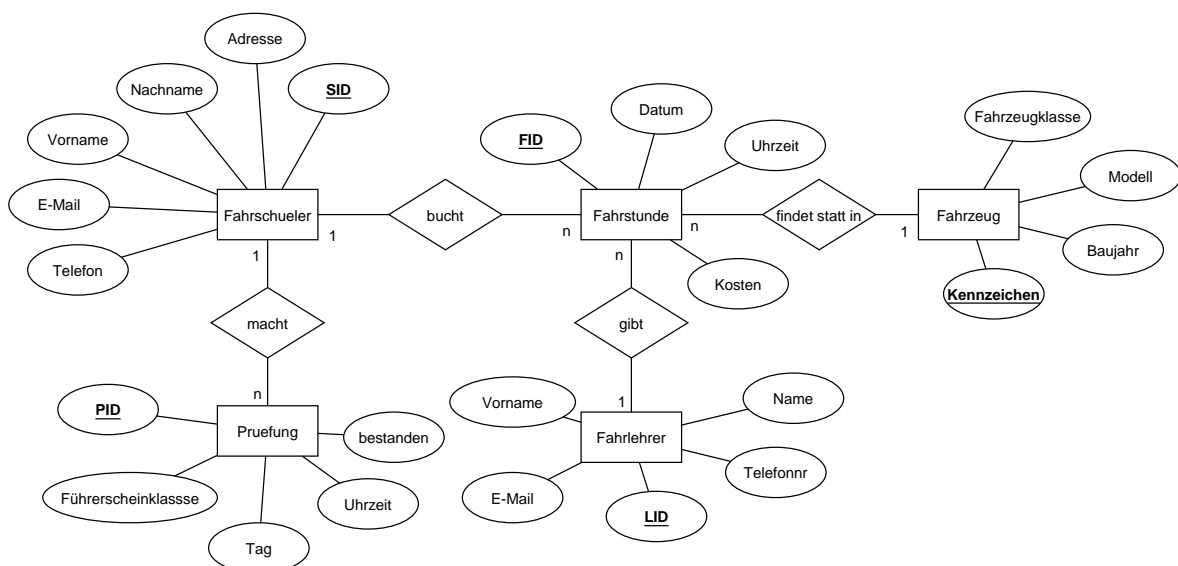 Adresse
Nachname
SID
Vorname
E-Mail
Telefon
Fahrschueler
1
1
bucht
n
FID
Datum
Uhrzeit
Fahrstunde
n
n
Kosten
findet statt in
1
Fahrzeugklasse
Modell
Fahrzeug
Baujahr
Kennzeichen
macht
n
PID
Pruefung
bestanden
Führerscheinklassse
Tag
Uhrzeit
gibt
1
Vorname
Name
Fahrlehrer
E-Mail
Telefonnr
LID